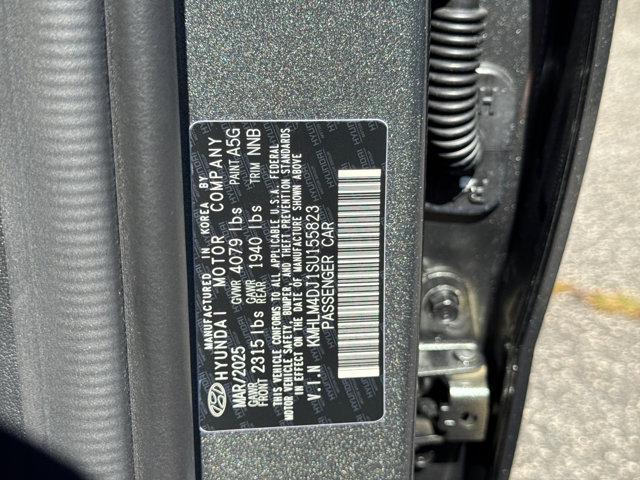 MANUFACTURED IN KOREA BY
HYUNDAI MOTOR COMPANY
MAR/2025 GVWR 4079 lbs PAINT A5G
GAWR FRONT 2315 lbs GAWR REAR 1940 lbs TRIM NNB
THIS VEHICLE CONFORMS TO ALL APPLICABLE U.S.A. FEDERAL
MOTOR VEHICLE SAFETY, BUMPER, AND THEFT PREVENTION STANDARDS
IN EFFECT ON THE DATE OF MANUFACTURE SHOWN ABOVE
V.I.N KMHLM4DJ1SU155823
PASSENGER CAR